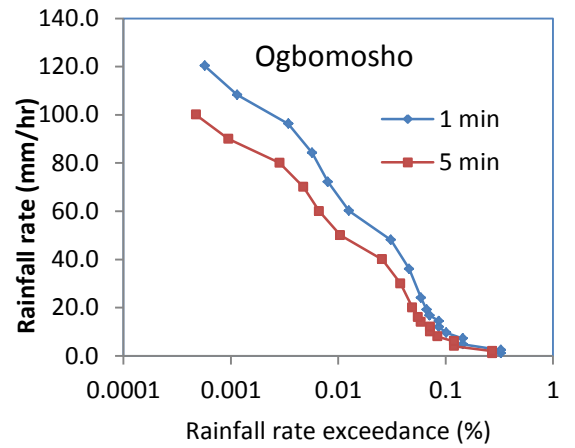 Ogbomosho
Rainfall rate (mm/hr)
140.0
120.0
100.0
80.0
60.0
40.0
20.0
0.0
1 min
5 min
0.0001
0.001
0.01
0.1
1
Rainfall rate exceedance (%)